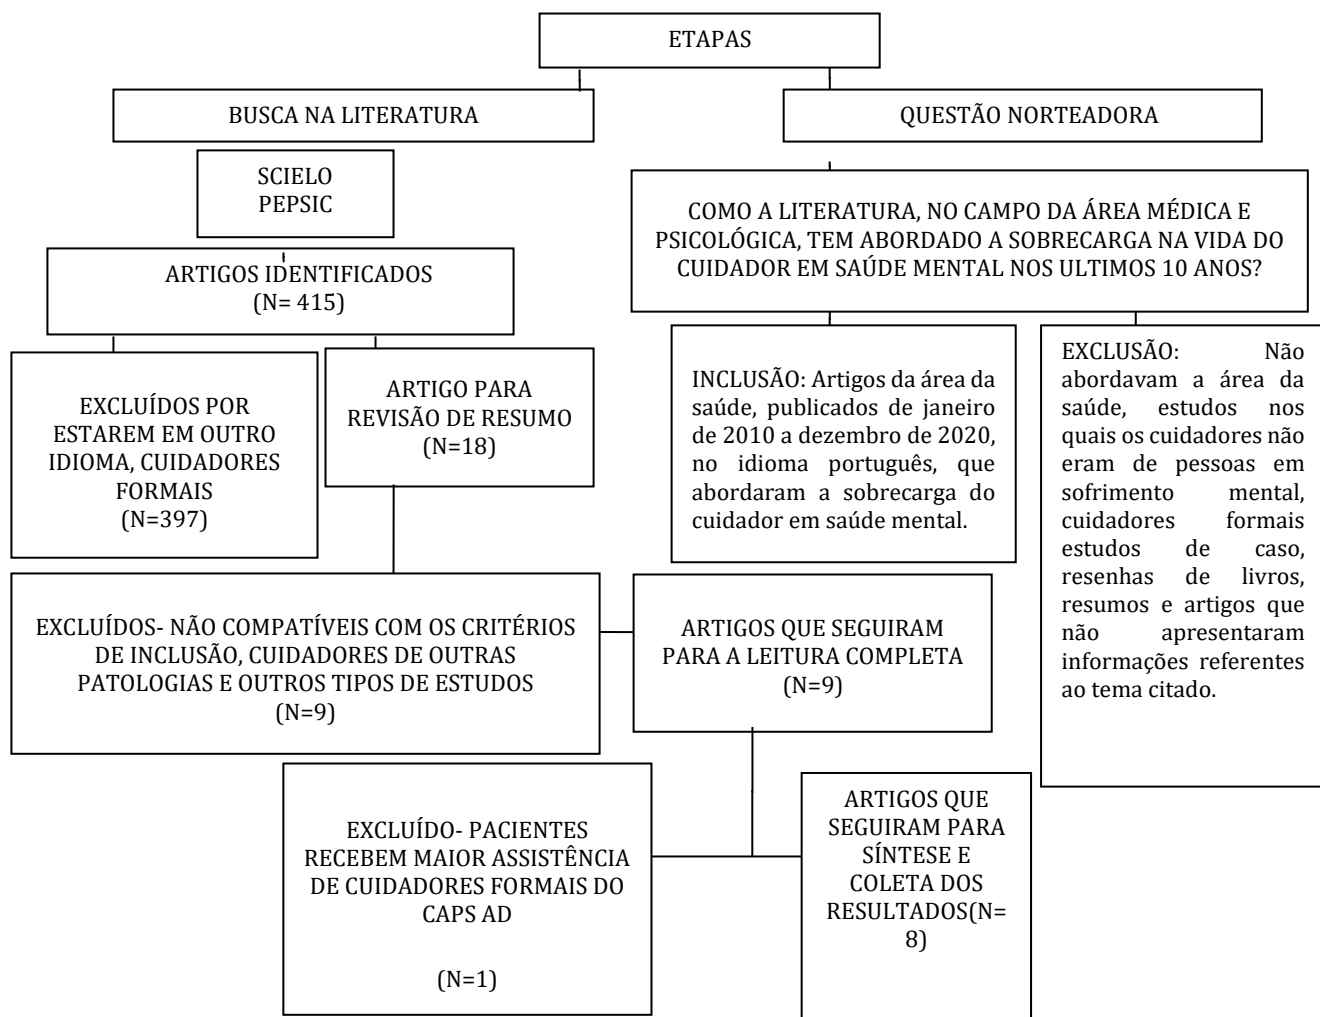 ETAPAS
BUSCA NA LITERATURA
QUESTÃO NORTEADORA
SCIELO
PEPSIC
COMO A LITERATURA, NO CAMPO DA ÁREA MÉDICA E
PSICOLÓGICA, TEM ABORDADO A SOBRECARGA NA VIDA DO
CUIDADOR EM SAÚDE MENTAL NOS ULTIMOS 10 ANOS?
ARTIGOS IDENTIFICADOS
(N= 415)
EXCLUÍDOS POR
ESTAREM EM OUTRO
IDIOMA, CUIDADORES
FORMAIS
(N=397)
ARTIGO PARA
REVISÃO DE RESUMO
(N=18)
INCLUSÃO: Artigos da área da
saúde, publicados de janeiro
de 2010 a dezembro de 2020,
no idioma português, que
abordaram a sobrecarga do
cuidador em saúde mental.
EXCLUSÃO: Não
abordavam a área da
saúde, estudos nos
quais os cuidadores não
eram de pessoas em
sofrimento mental,
cuidadores formais
estudos de caso,
resenhas de livros,
resumos e artigos que
não apresentaram
informações referentes
ao tema citado.
EXCLUÍDOS- NÃO COMPATÍVEIS COM OS CRITÉRIOS
DE INCLUSÃO, CUIDADORES DE OUTRAS
PATOLOGIAS E OUTROS TIPOS DE ESTUDOS
(N=9)
ARTIGOS QUE SEGUIRAM
PARA A LEITURA COMPLETA
(N=9)
EXCLUÍDO- PACIENTES
RECEBEM MAIOR ASSISTÊNCIA
DE CUIDADORES FORMAIS DO
CAPS AD
(N=1)
ARTIGOS QUE
SEGUIRAM PARA
SÍNTESE E
COLETA DOS
RESULTADOS(N=
8)